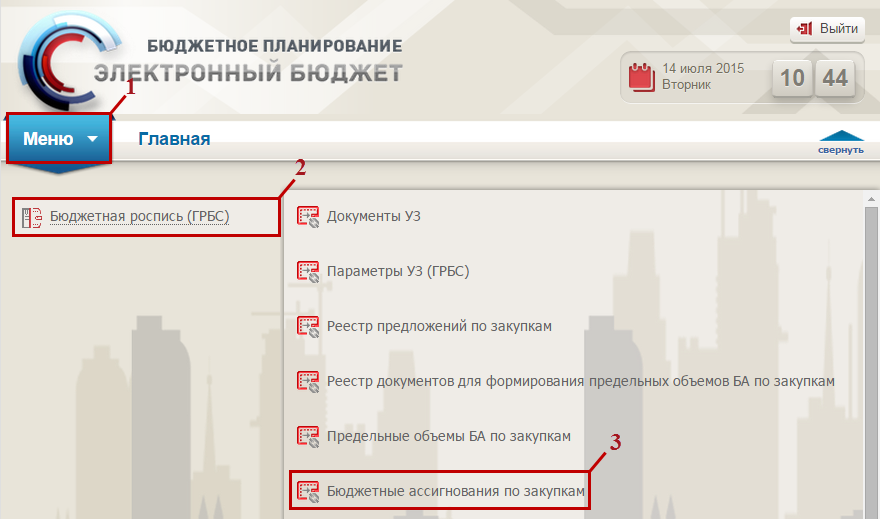 БЮДЖЕТНОЕ ПЛАНИРОВАНИЕ
ЭЛЕКТРОННЫЙ БЮДЖЕТ
Выйти
14 июля 2015
Вторник
10 44
1
Меню
Главная
свернуть
2
Бюджетная роспись (ГРБС)
Документы УЗ
Параметры УЗ (ГРБС)
Реестр предложений по закупкам
Реестр документов для формирования предельных объемов БА по закупкам
Предельные объемы БА по закупкам
3
Бюджетные ассигнования по закупкам